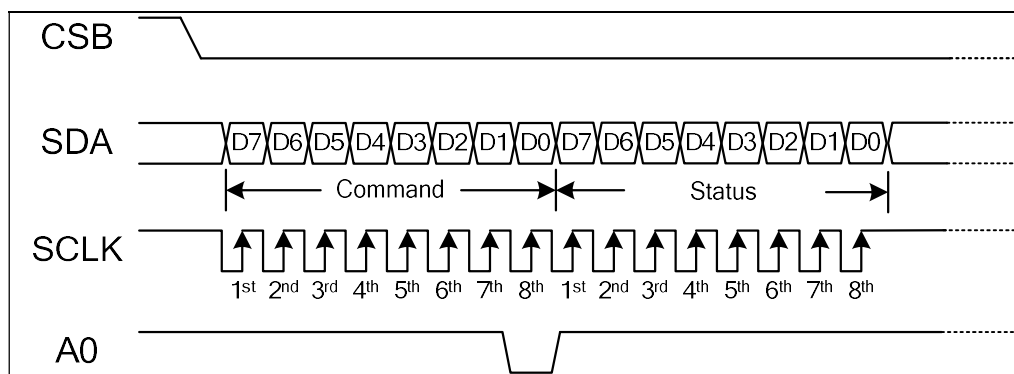 CSB
SDA D7 D6 D5 D4 D3 D2 D1 D0 D7 D6 D5 D4 D3 D2 D1 D0
Command Status
SCLK
1st 2nd 3rd 4th 5th 6th 7th 8th 1st 2nd 3rd 4th 5th 6th 7th 8th
A0